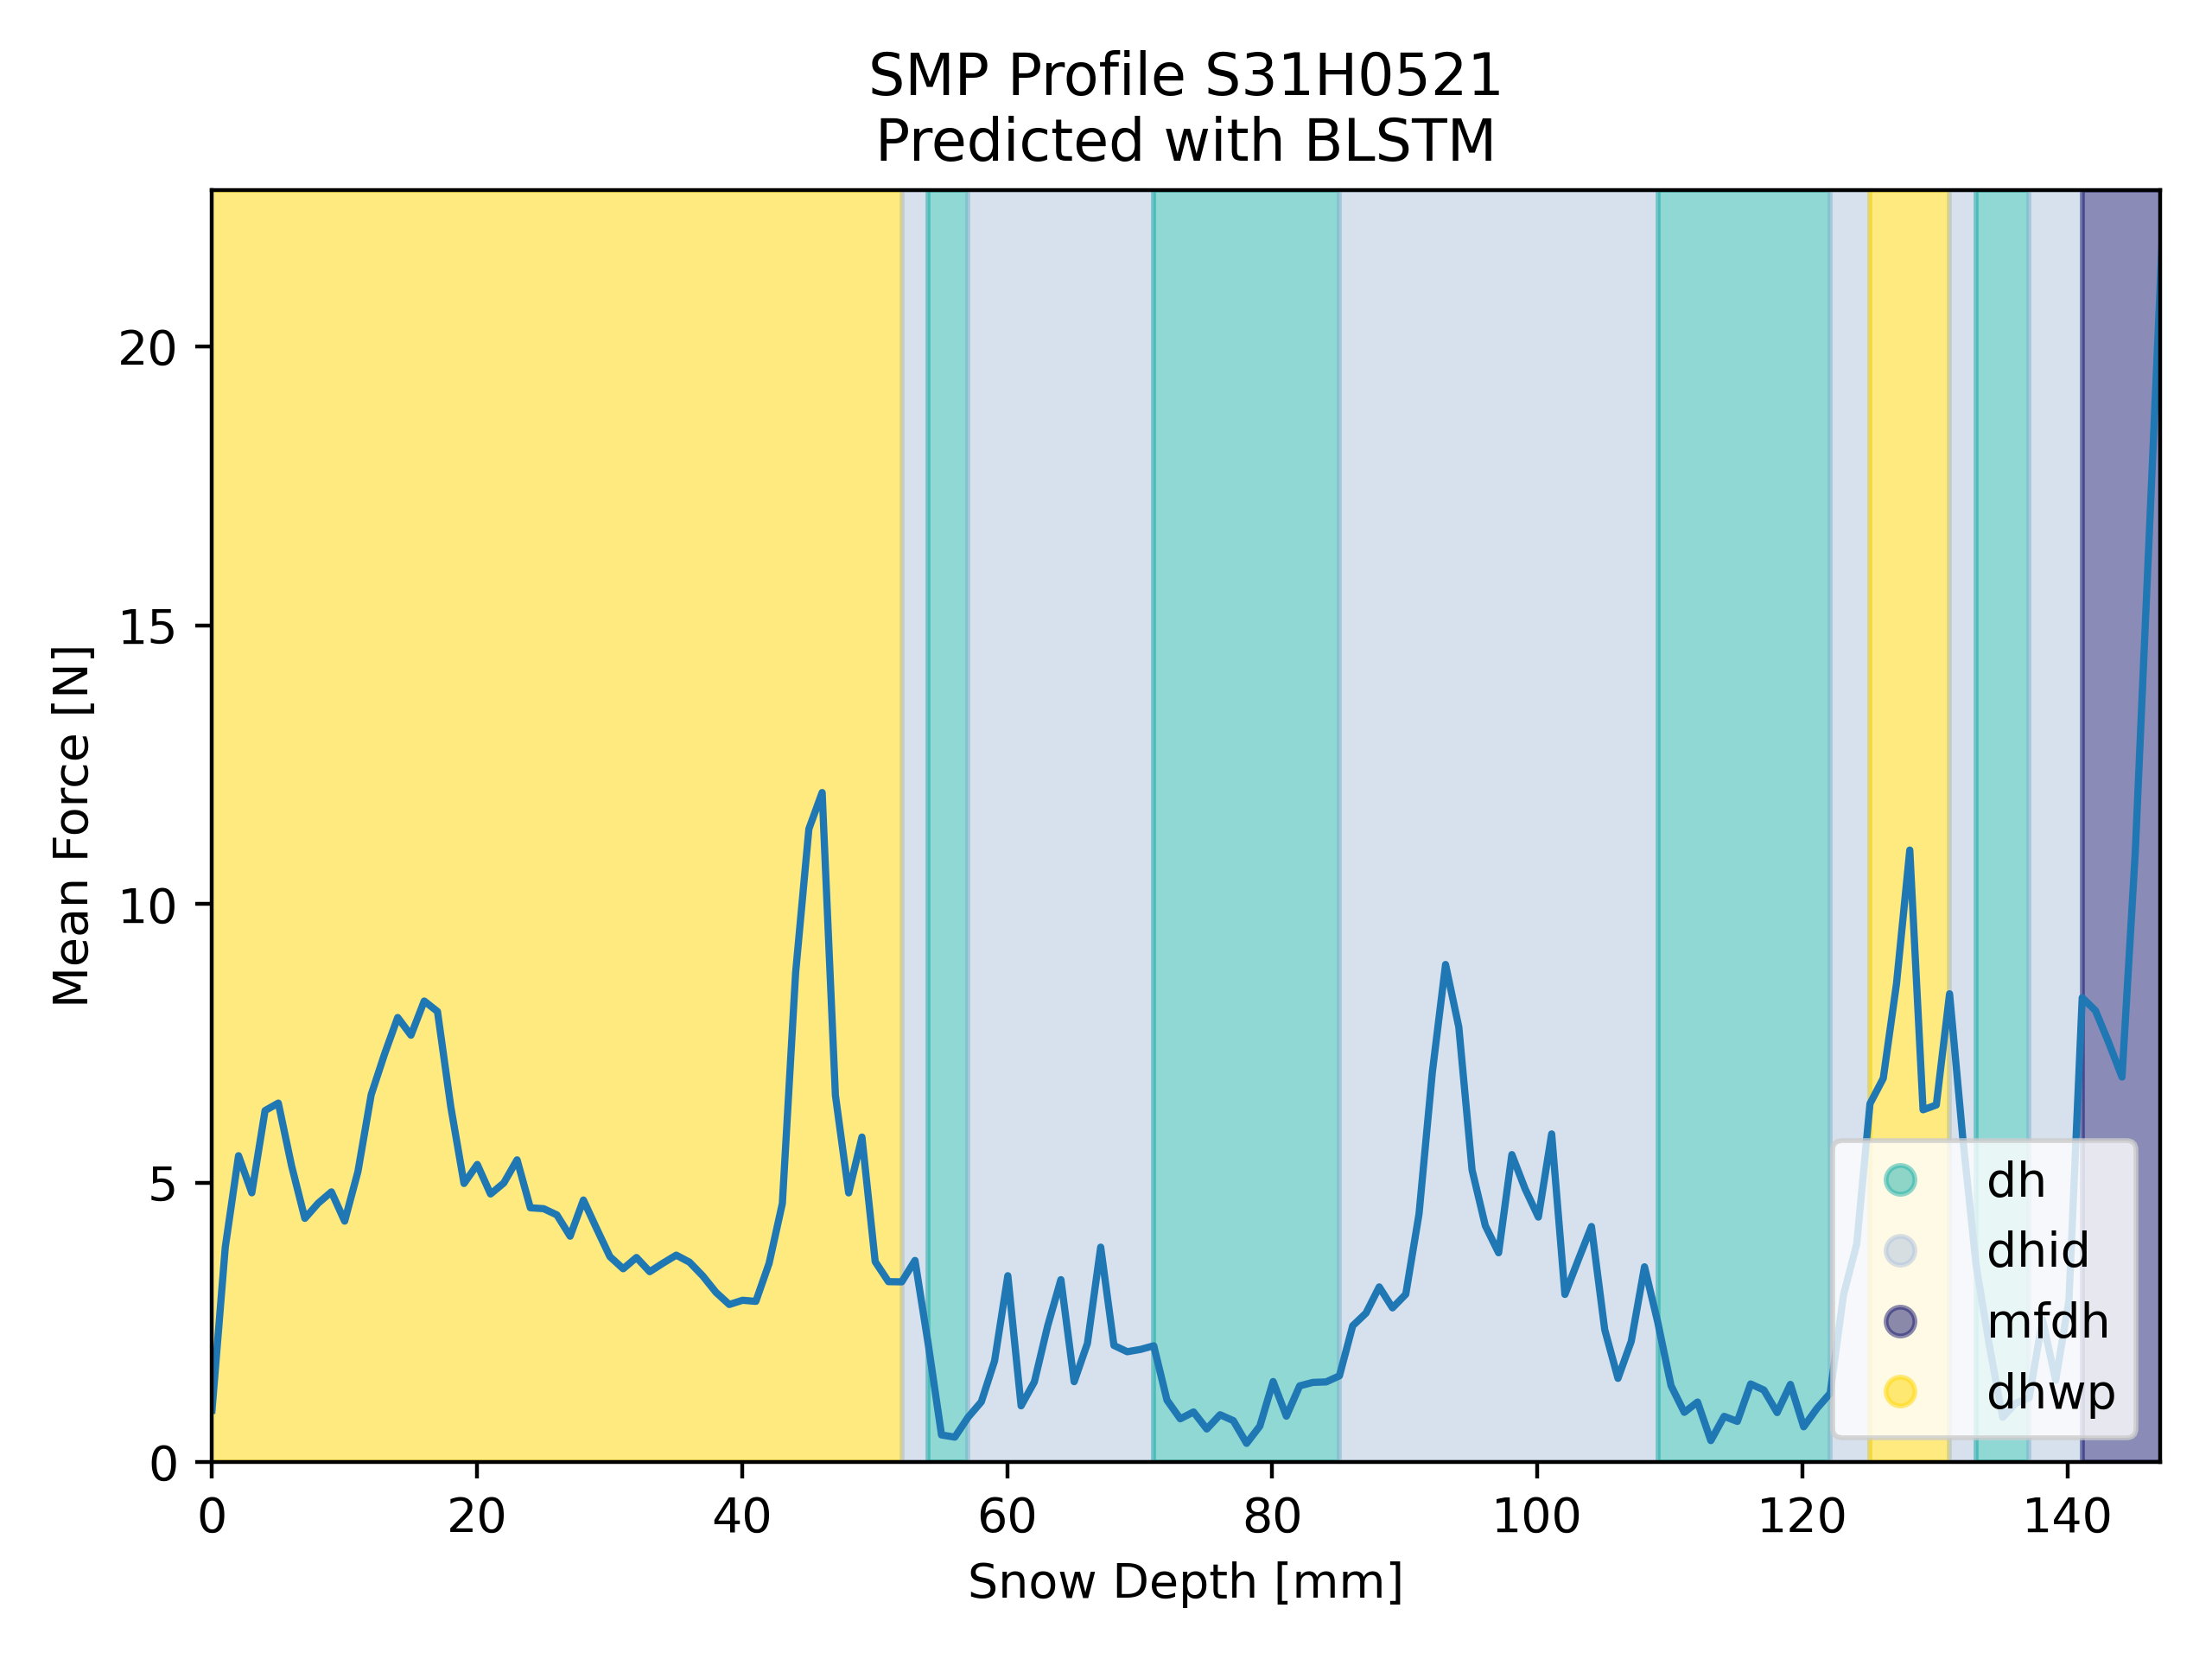 SMP Profile S31H0521
Predicted with BLSTM
Mean Force [N]
20
15
10
5
0
0 20 40 60 80 100 120 140
Snow Depth [mm]
dh
dhid
mfdh
dhwp